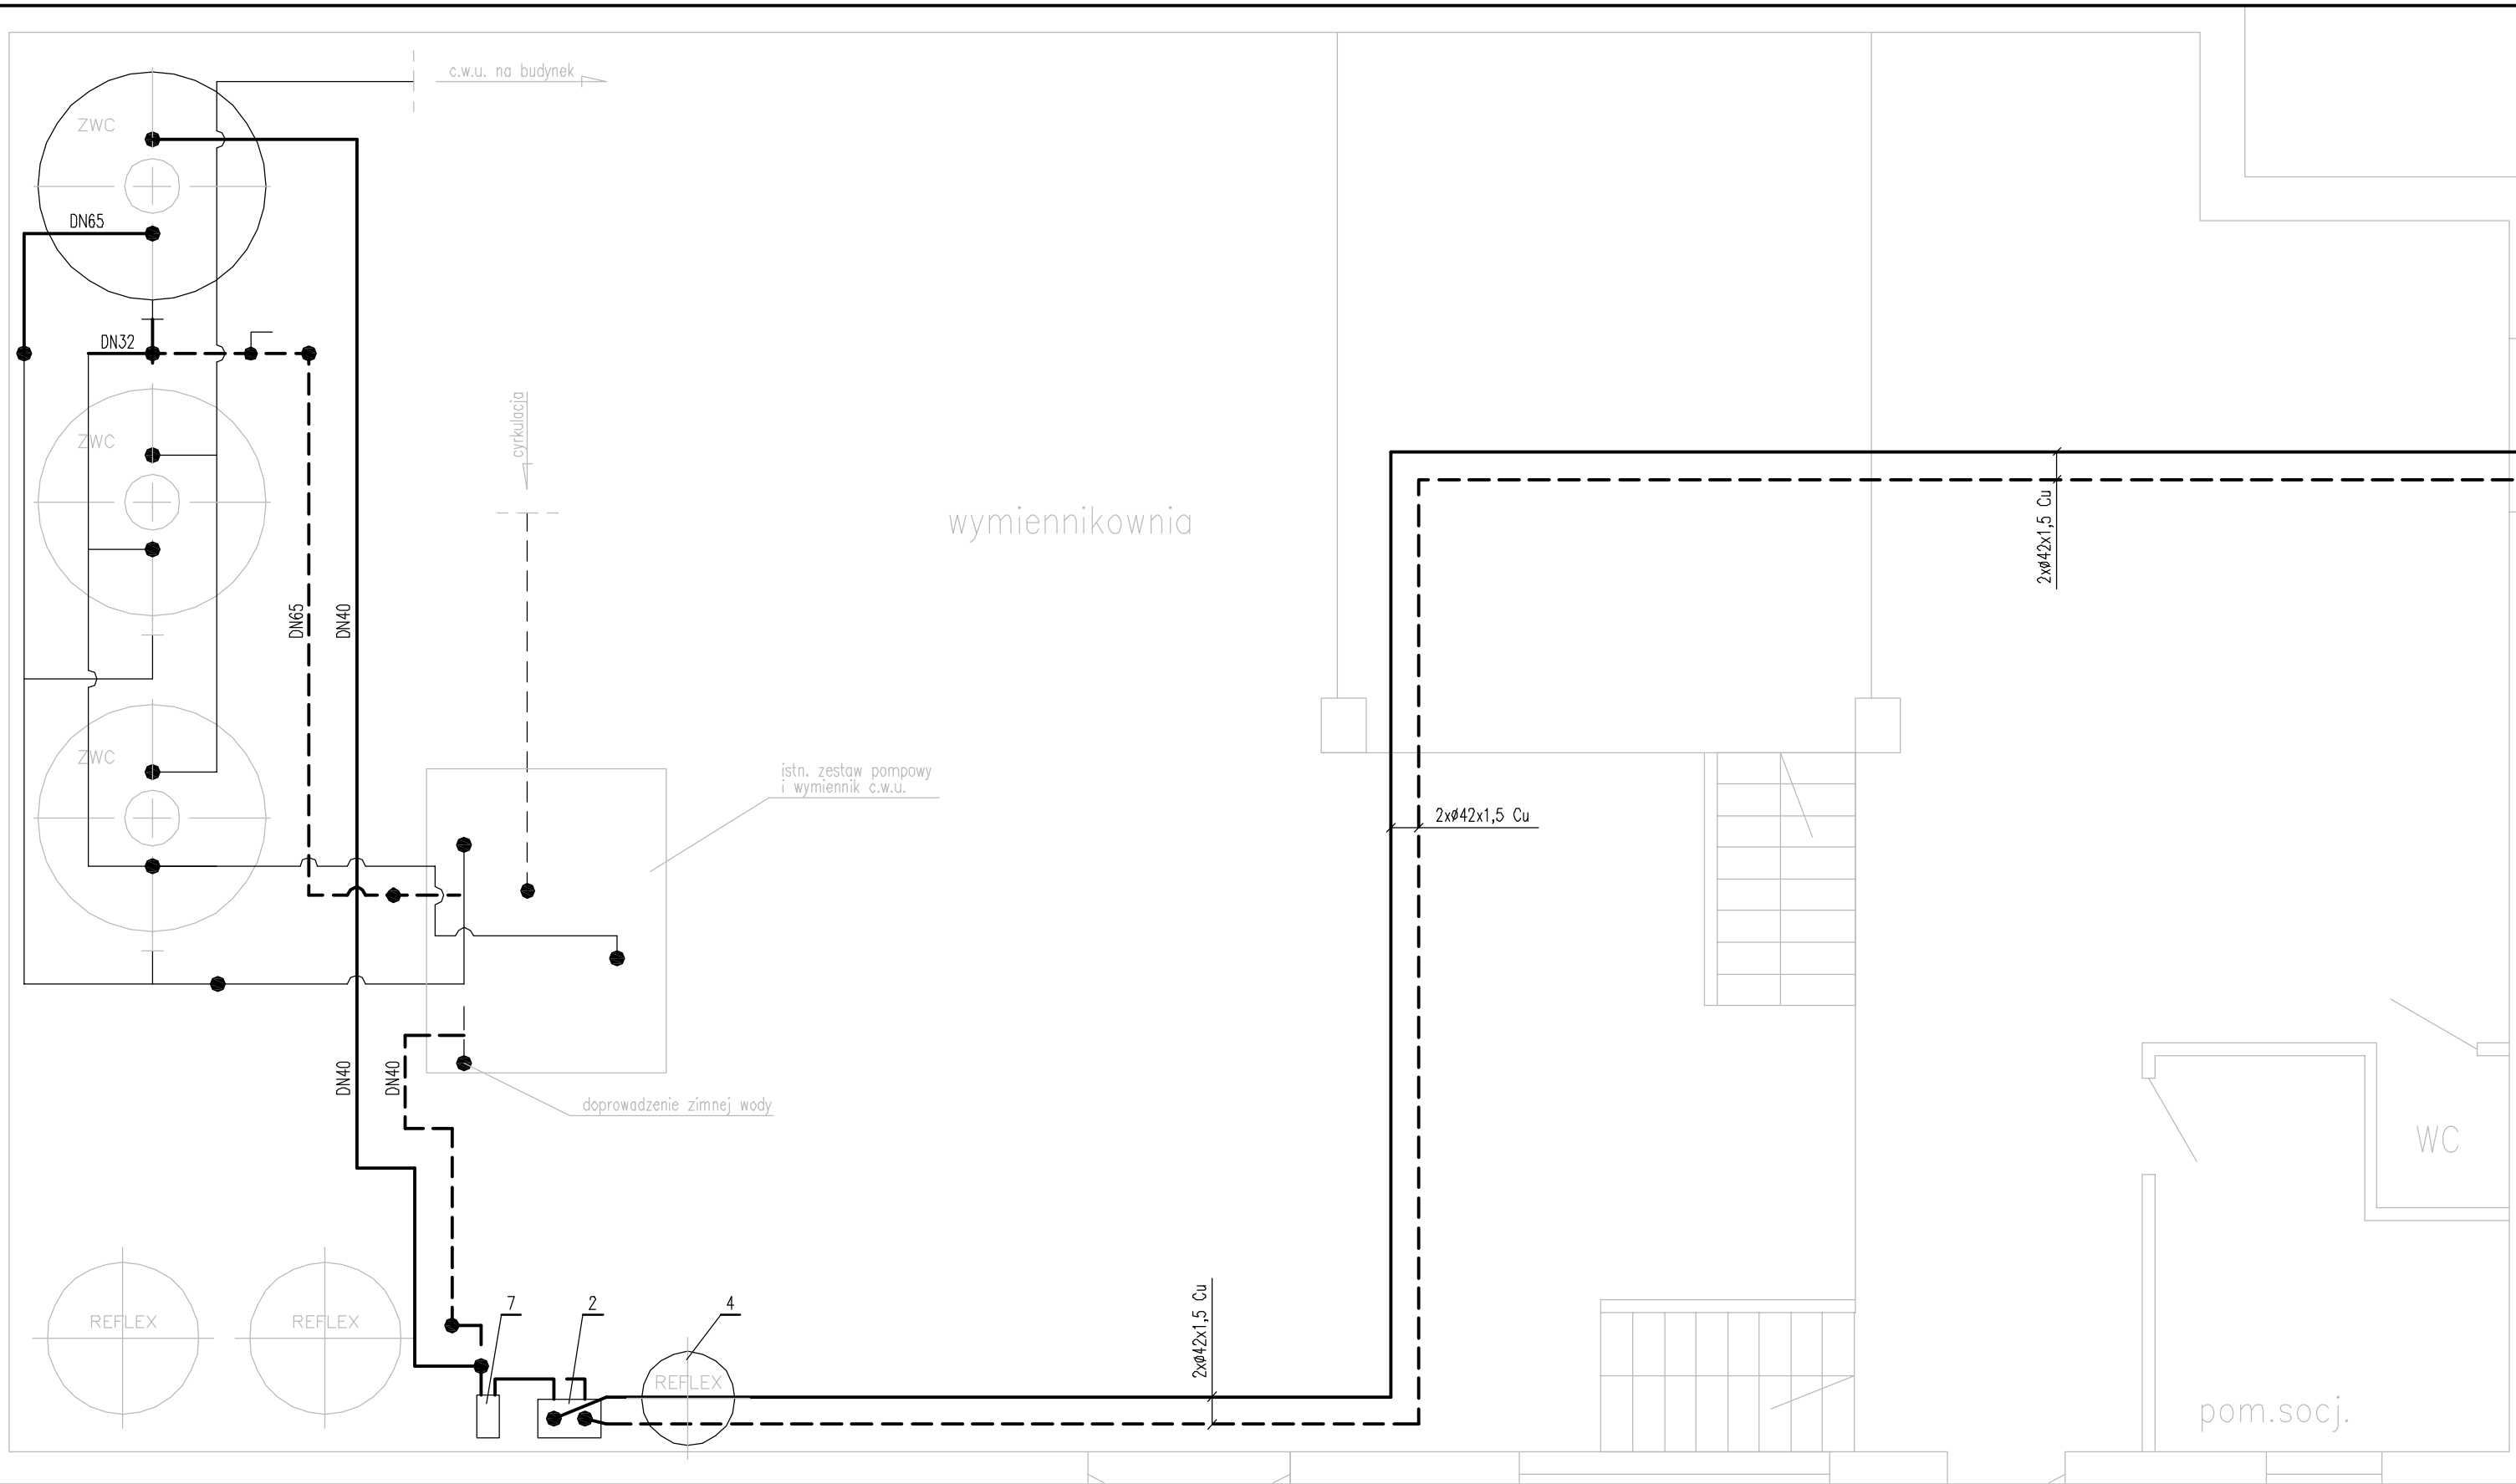 c.w.u. na budynek
ZWC
DN65
DN32
cyrkulacja
ZWC
wymiennikownia
2xø42x1,5 Cu
DN65
DN40
ZWC
istn. zestaw pompowy
i wymiennik c.w.u.
2xø42x1,5 Cu
DN40
DN40
doprowadzenie zimnej wody
WC
REFLEX
REFLEX
7
2
4
2xø42x1,5 Cu
REFLEX
pom.socj.